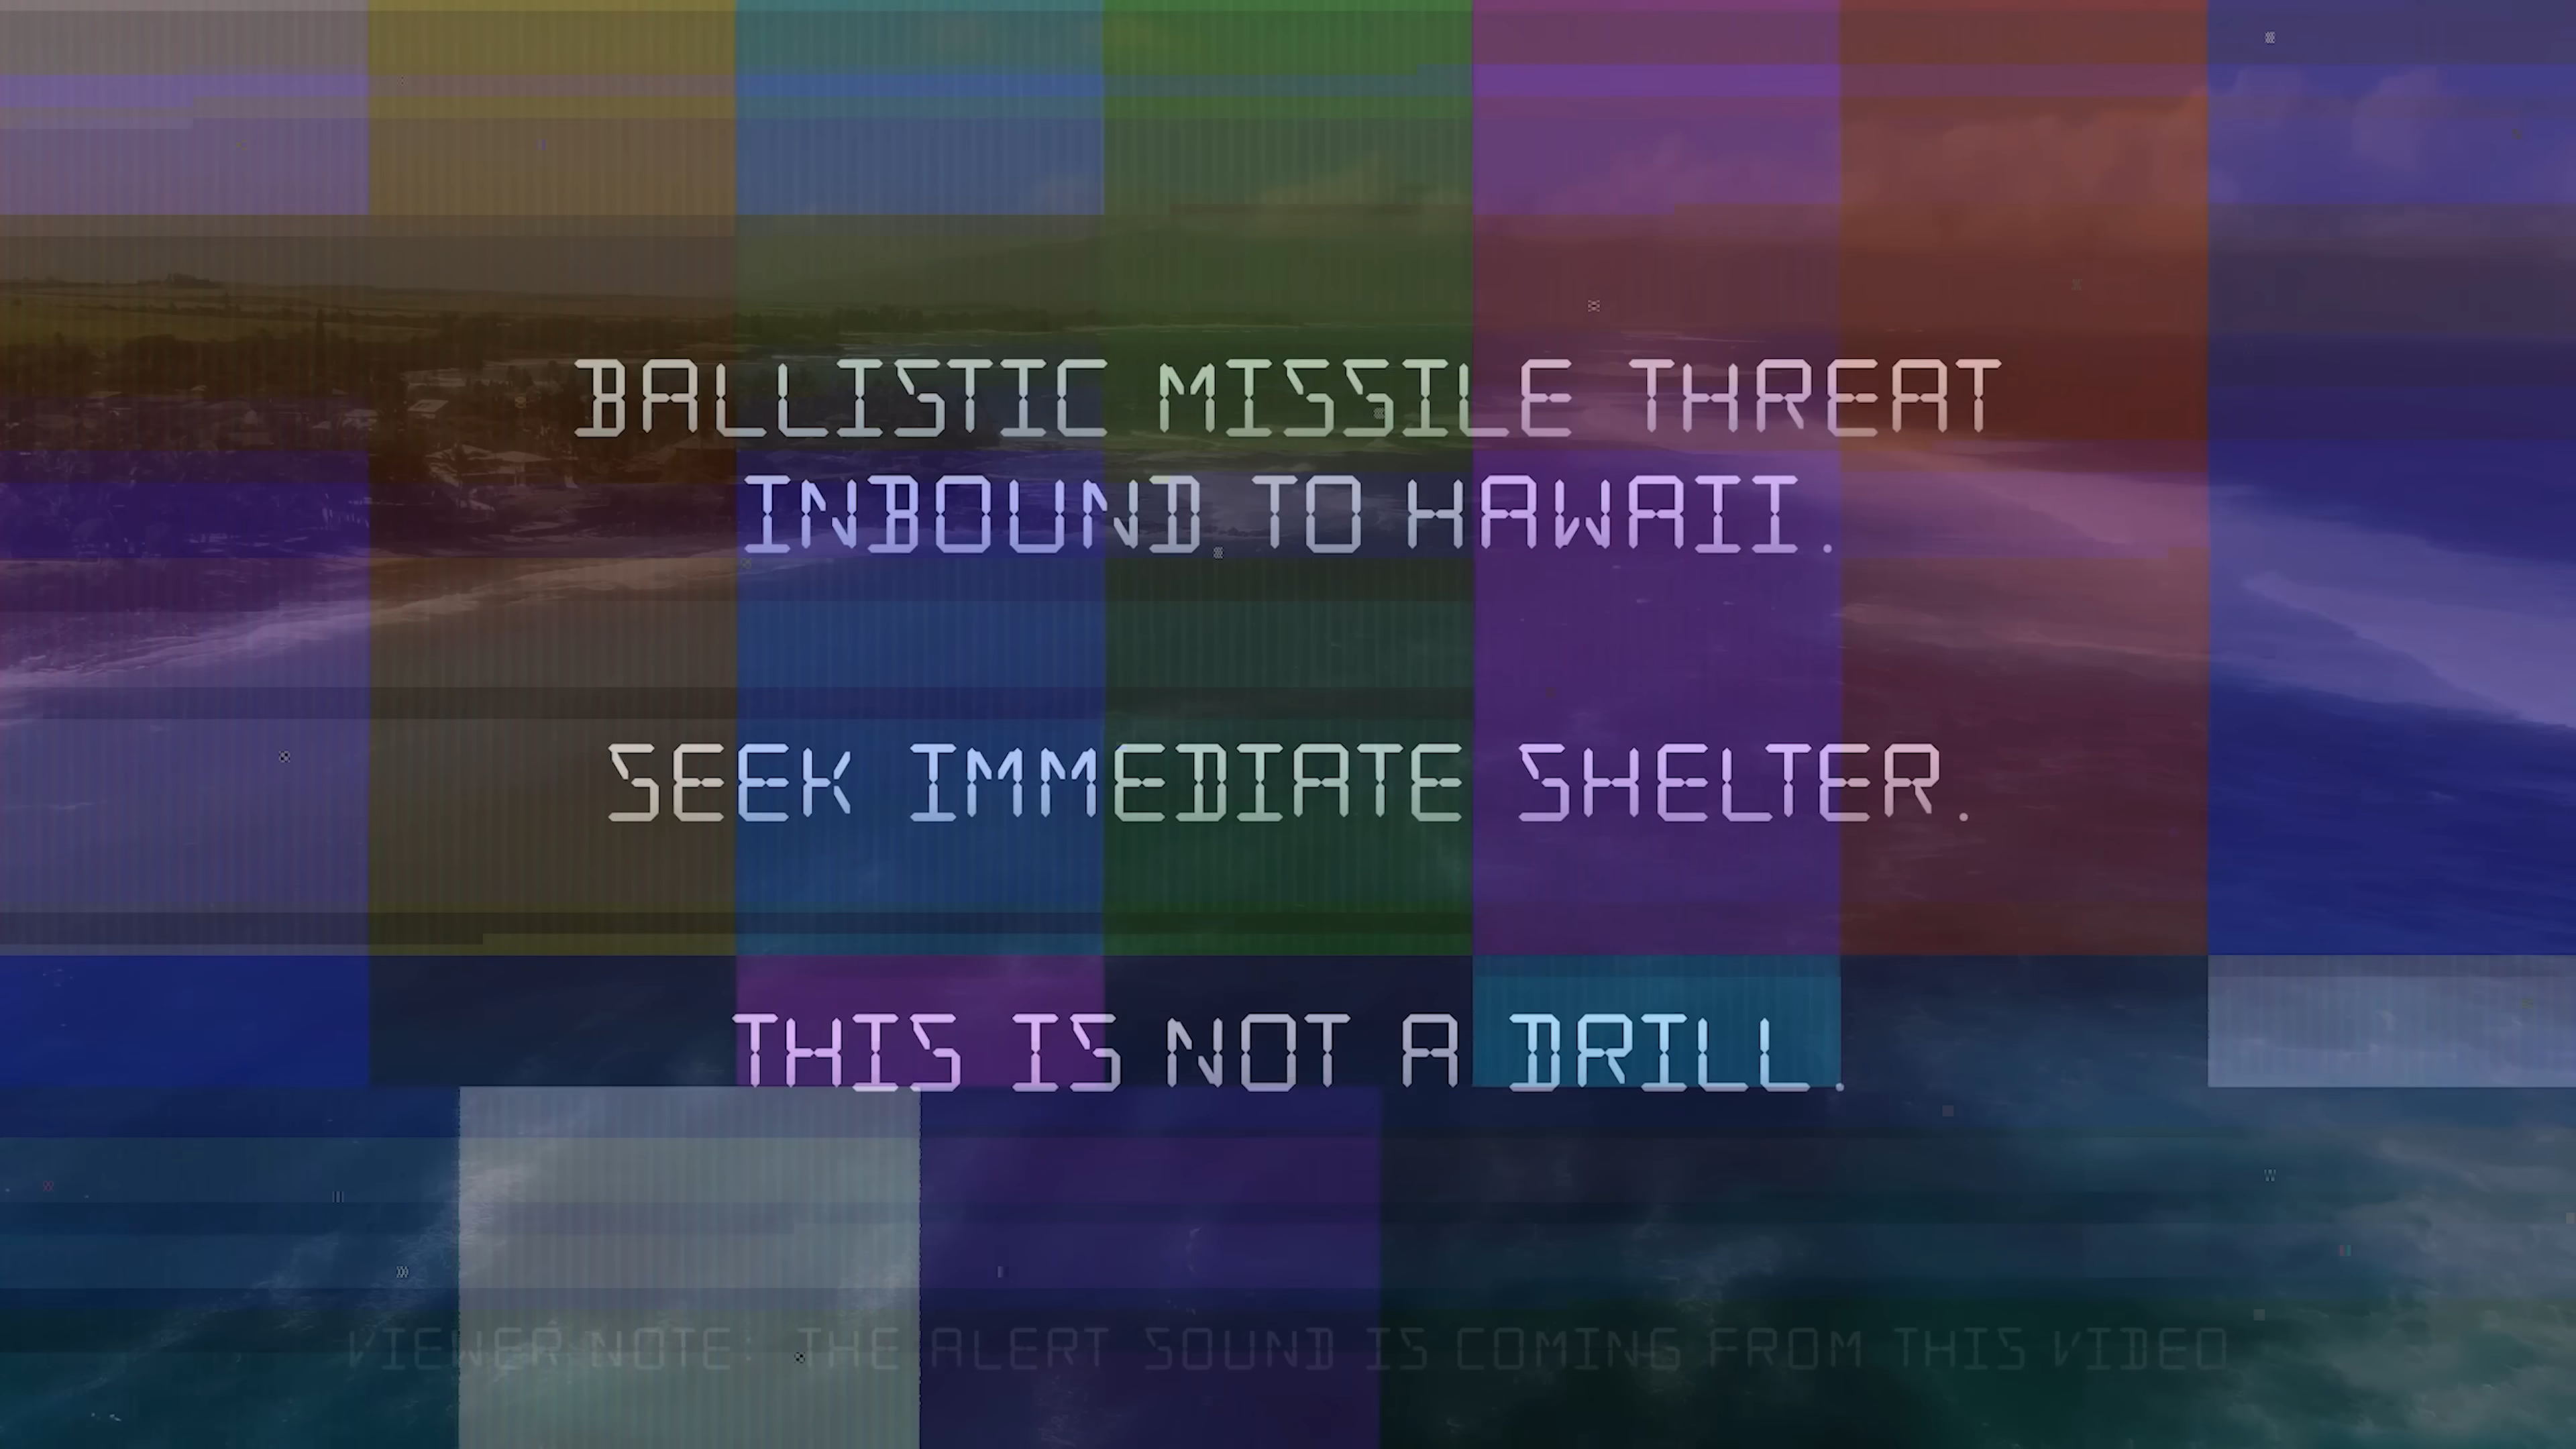 BALLISTIC MISSILE THREAT
INBOUND TO HAWAII.
SEEK IMMEDIATE SHELTER.
THIS IS NOT A DRILL.
VIEWER NOTE: THE ALERT SOUND IS COMING FROM THIS VIDEO